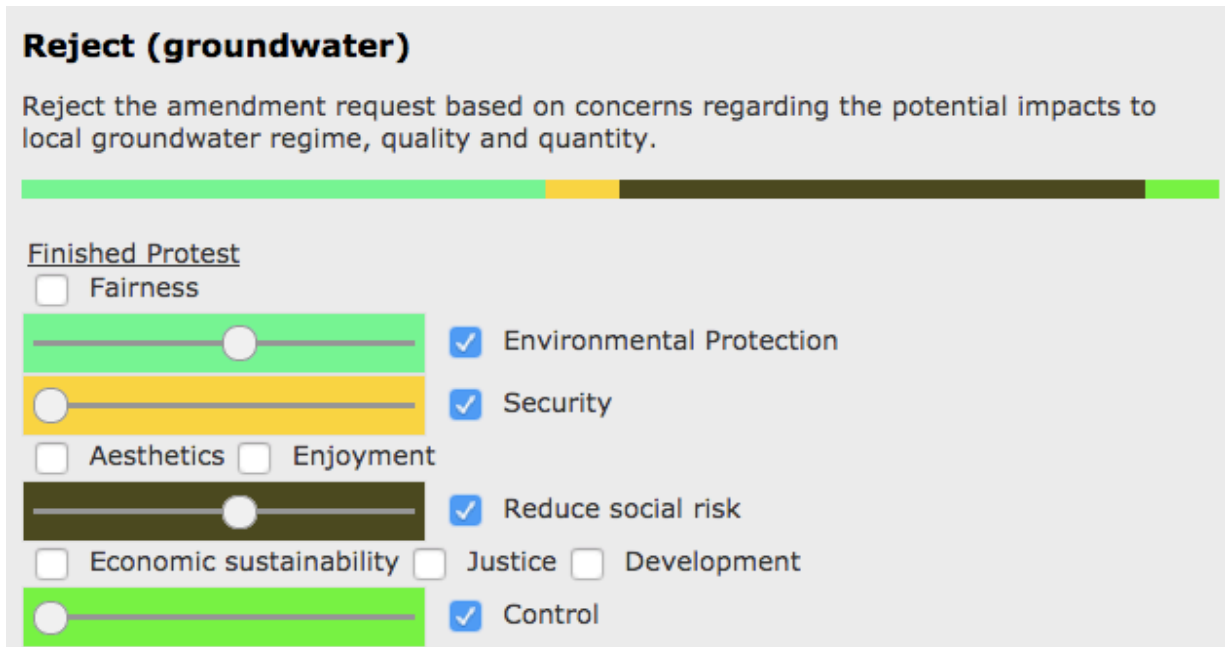 Reject (groundwater)
Reject the amendment request based on concerns regarding the potential impacts to
local groundwater regime, quality and quantity.
Finished Protest
Fairness
Environmental Protection
Security
Aesthetics Enjoyment
Reduce social risk
Economic sustainability Justice Development
Control